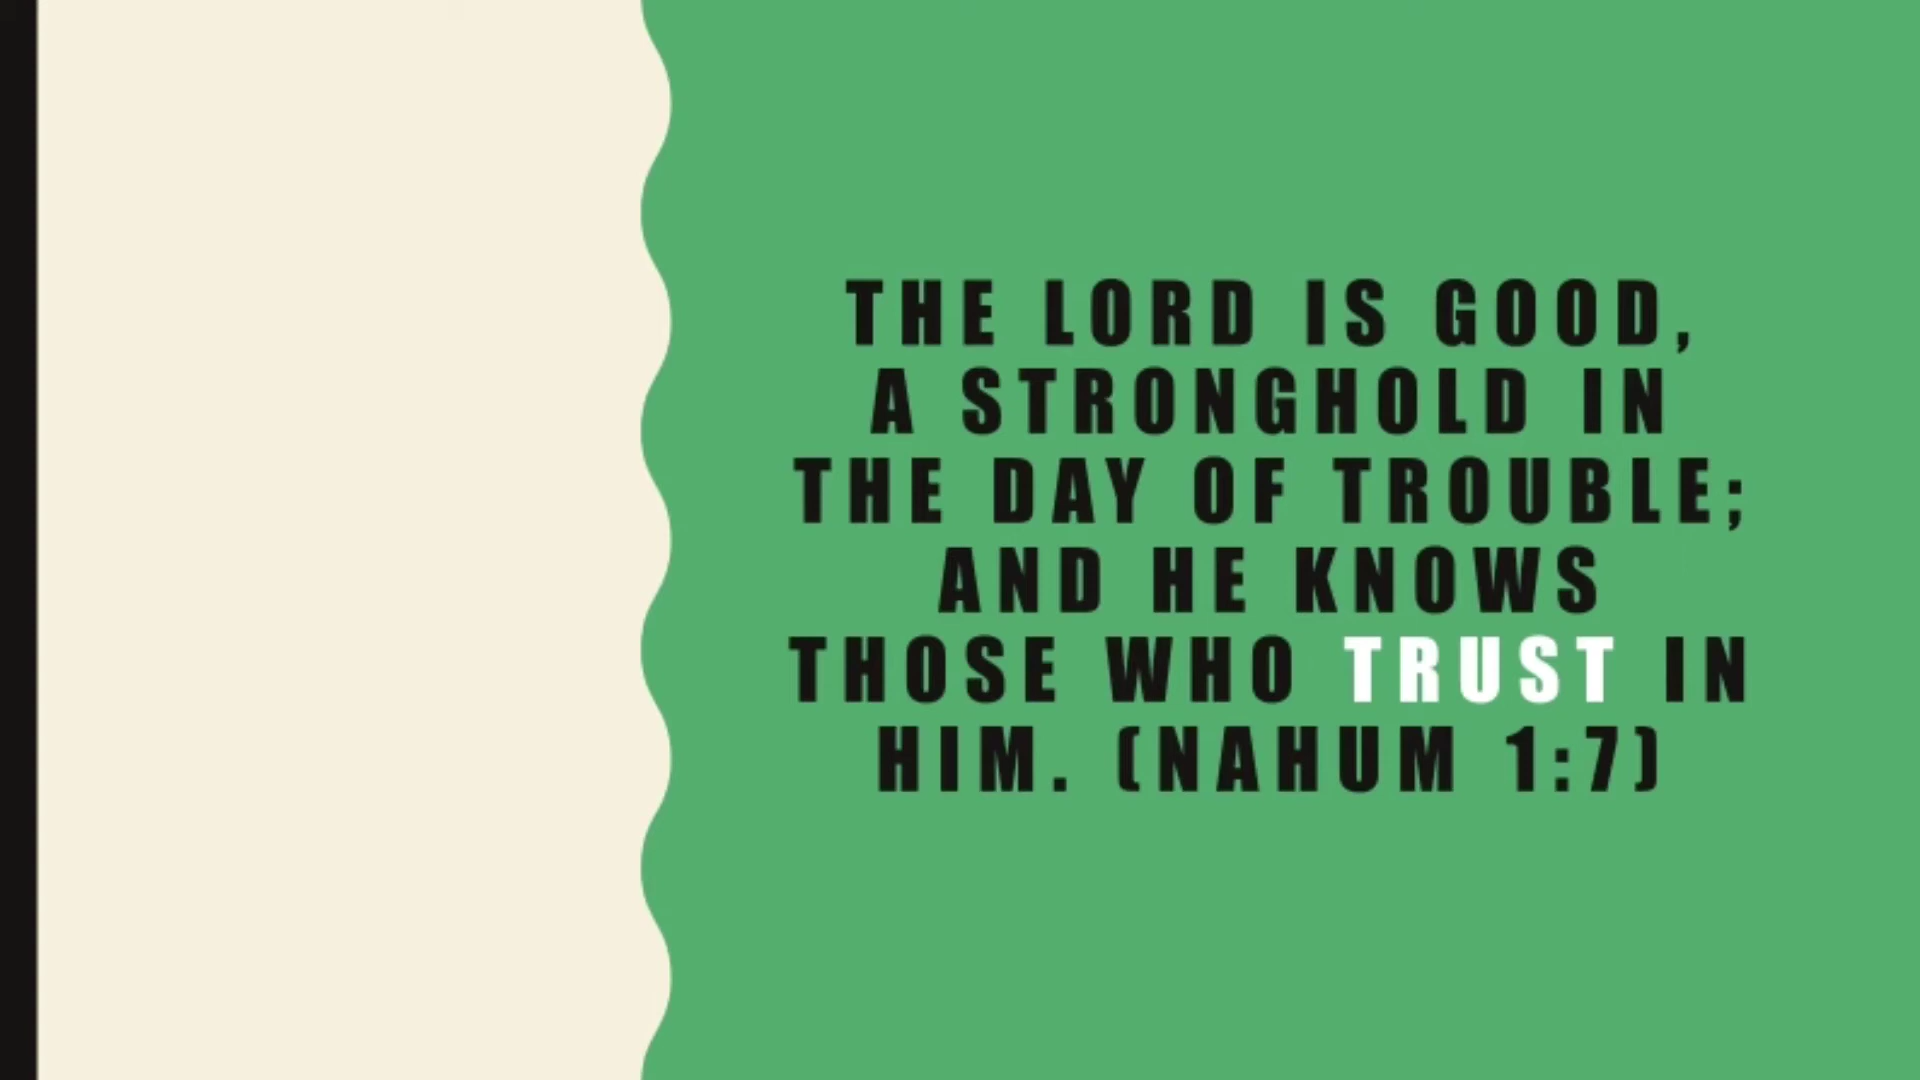 THE LORD IS GOOD,
A STRONGHOLD IN
THE DAY OF TROUBLE;
AND HE KNOWS
THOSE WHO TRUST IN
HIM. (NAHUM 1:7)